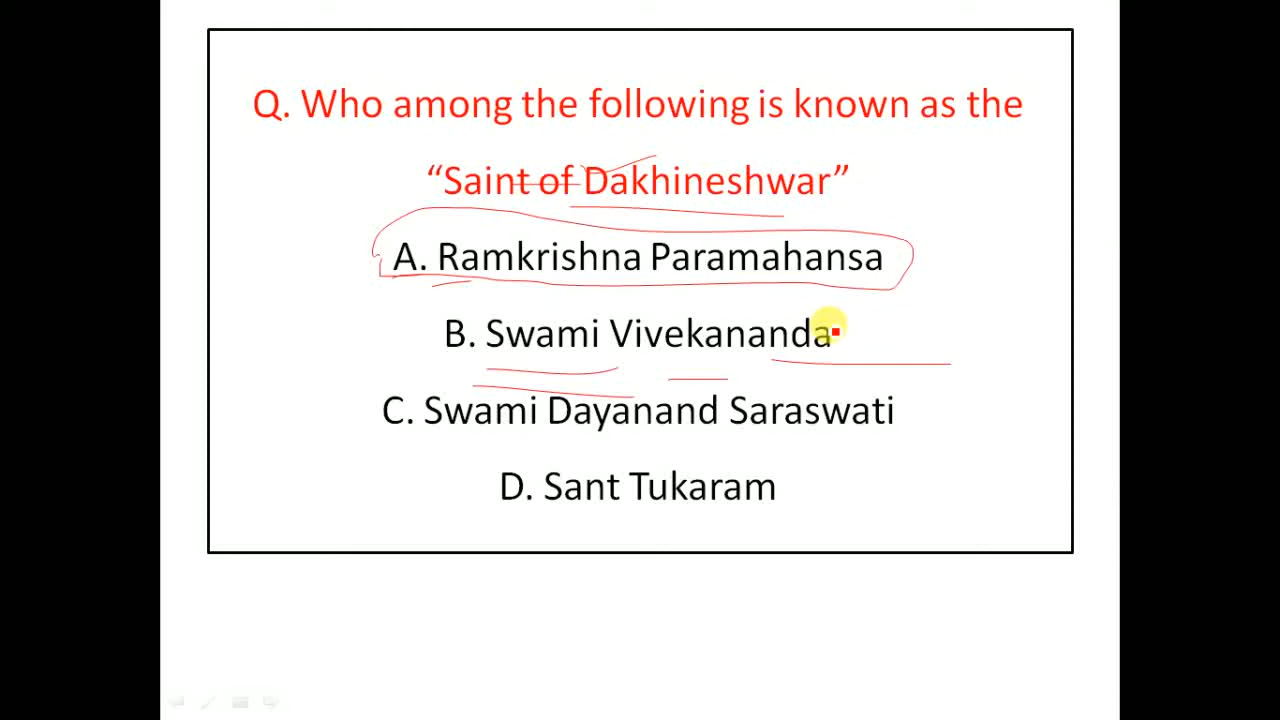 Q. Who among the following is known as the
“Saint of Dakhineshwar”
A. Ramkrishna Paramahansa
B. Swami Vivekananda
C. Swami Dayanand Saraswati
D. Sant Tukaram